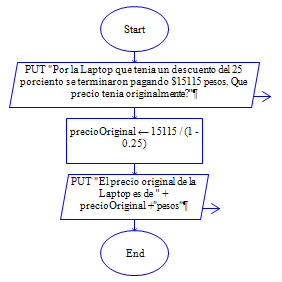 Start
PUT "Por la Laptop que tenia un descuento del 25
porciento se terminaron pagando $15115 pesos. Que
precio tenia originalmente?"¶
precioOriginal ← 15115 / (1 -
0.25)
PUT "El precio original de la
Laptop es de " +
precioOriginal +"pesos"¶
End